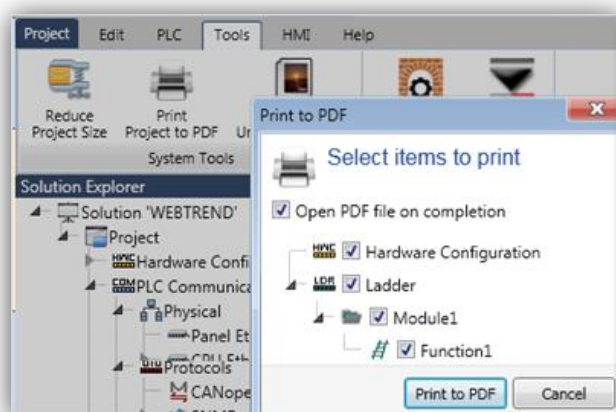 Project Edit PLC Tools HMI Help
Reduce
Project Size
Print
Project to PDF
System Tools
Solution Explorer
Solution 'WEBTREND'
Project
Hardware Confi
PLC Communica
Physical
Panel Et
Protocols
CANope
Print to PDF
Select items to print
Open PDF file on completion
HWC Hardware Configuration
LDR Ladder
Module1
Function1
Print to PDF Cancel